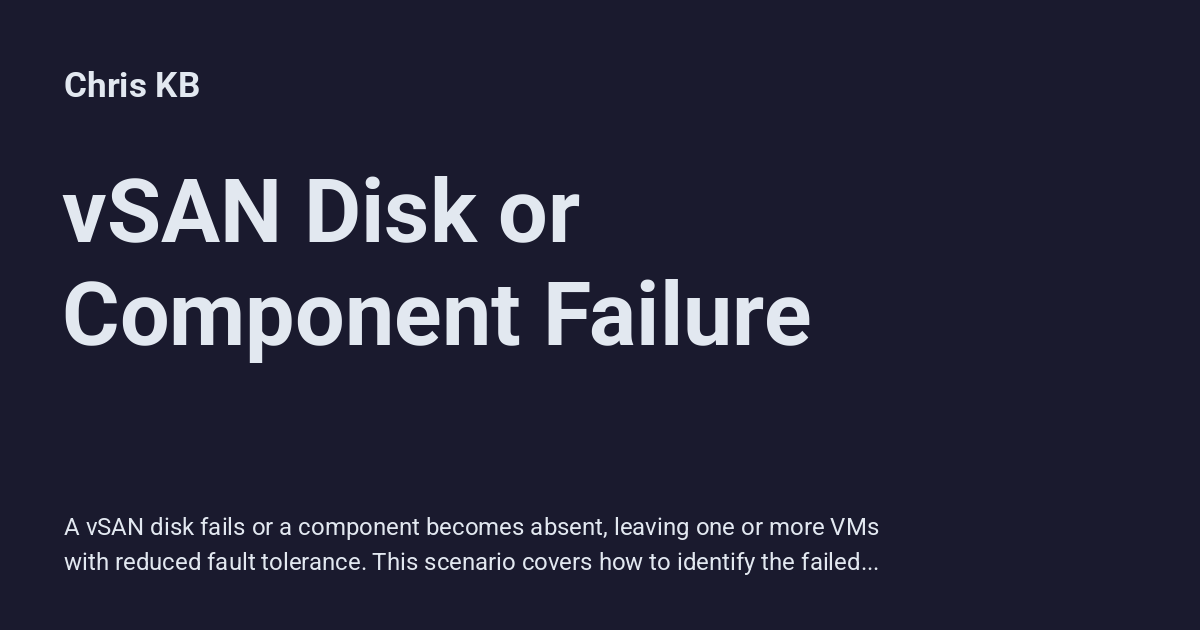 Chris KB
vSAN Disk or
Component Failure
A vSAN disk fails or a component becomes absent, leaving one or more VMs
with reduced fault tolerance. This scenario covers how to identify the failed...